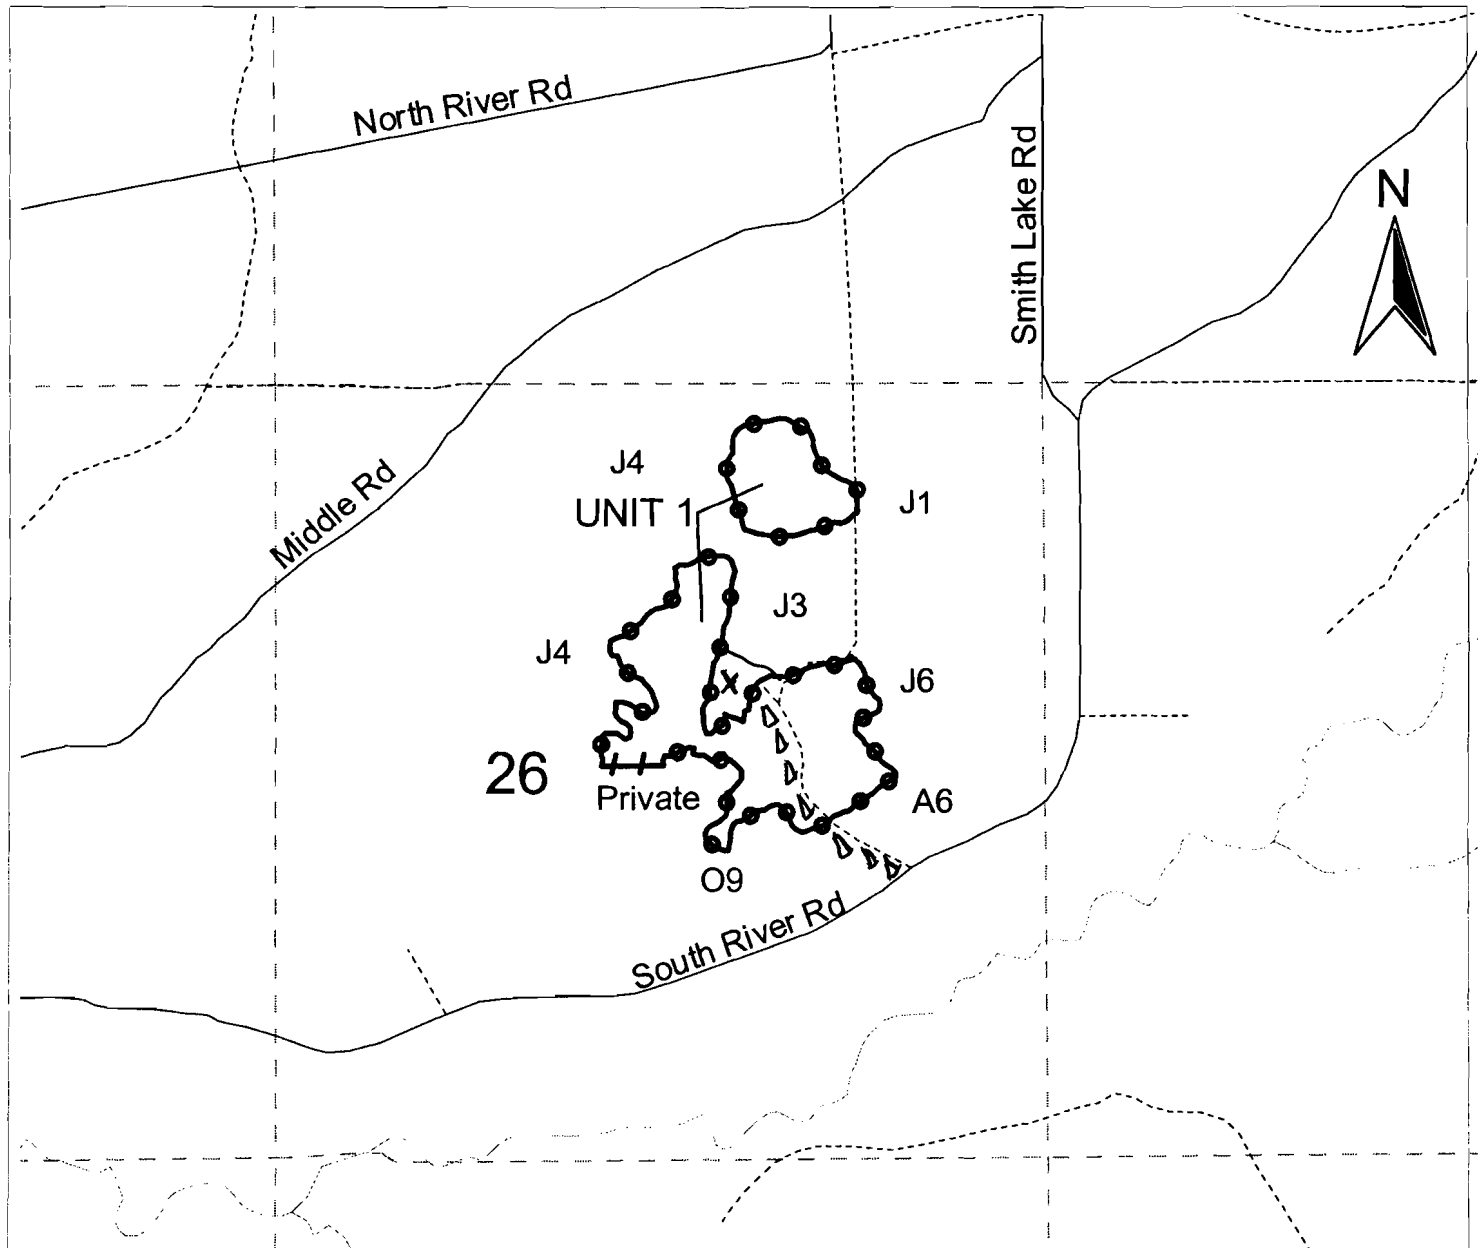 North River Rd
Smith Lake Rd
N
J4
UNIT 1
J1
Middle Rd
J3
J4
J6
X
26
Private
A6
O9
South River Rd